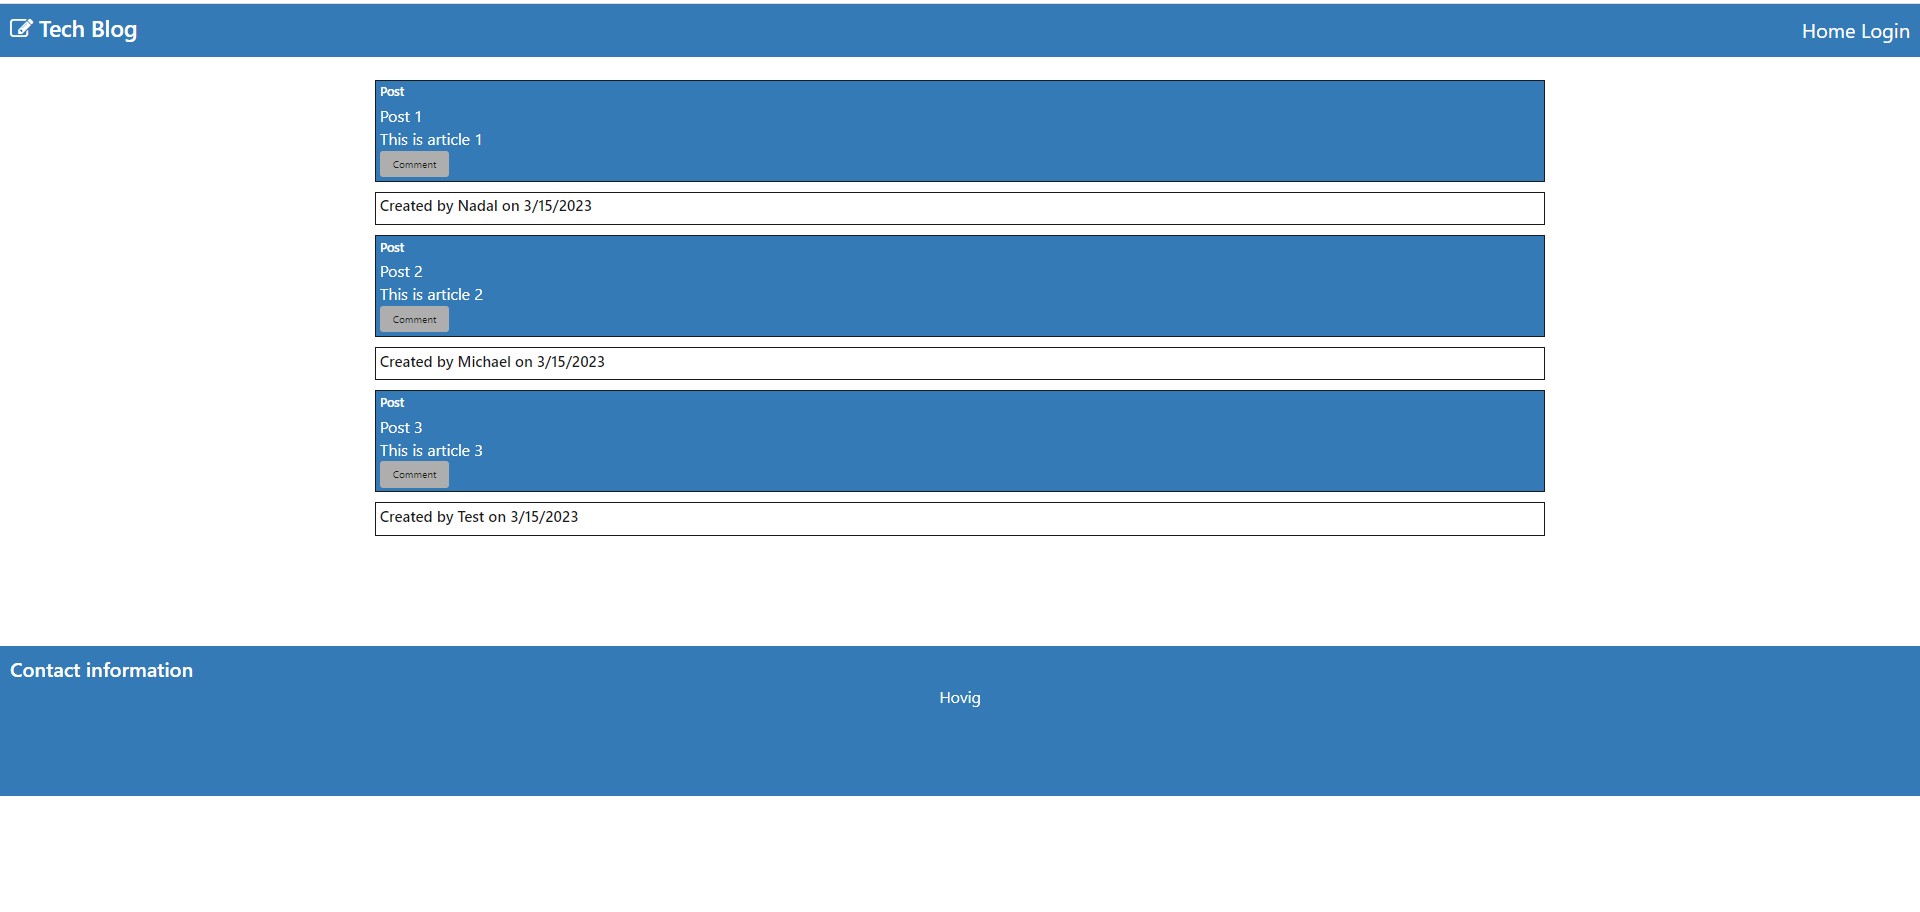 Tech Blog
Home Login
Post
Post 1
This is article 1
Comment
Created by Nadal on 3/15/2023
Post
Post 2
This is article 2
Comment
Created by Michael on 3/15/2023
Post
Post 3
This is article 3
Comment
Created by Test on 3/15/2023
Contact information
Hovig